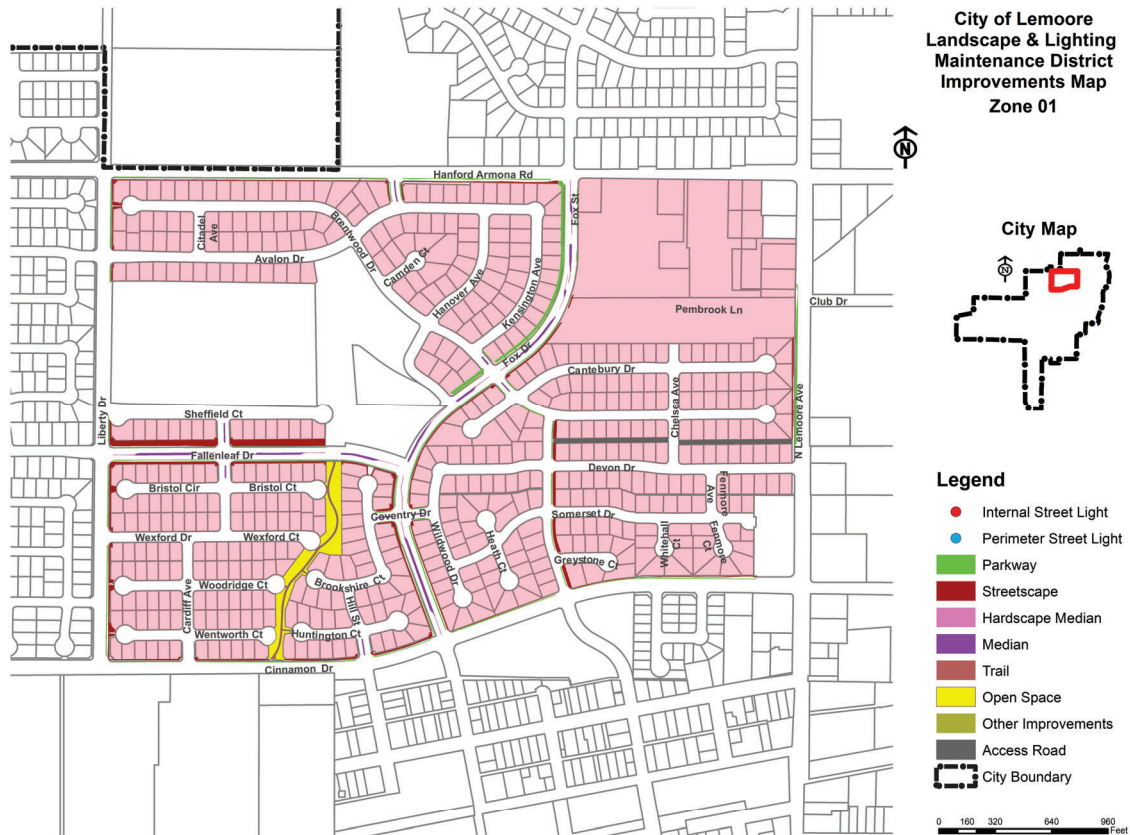 City of Lemoore
Landscape & Lighting
Maintenance District
Improvements Map
Zone 01
N
City Map
N
Hanford Armona Rd
Fox St
Citadel
Ave
Brentwood Dr
Avalon Dr
Camden Ct
Hanover Ave
Kensington Ave
Pembrook Ln
Club Dr
Fox Dr
Cantebury Dr
Chelsea Ave
N Lemoore Ave
Liberty Dr
Sheffield Ct
Fallenleaf Dr
Devon Dr
Bristol Cir
Bristol Ct
Fenmore
Ave
Coventry Dr
Somerset Dr
Wexford Dr
Wexford Ct
Wildwood Dr
Heath Ct
Whitehall
Ct
Fenmore
Ct
Greystone Ct
Woodridge Ct
Brookshire Ct
Cardiff Ave
Hill St
Wentworth Ct
Huntington Ct
Cinnamon Dr
Legend
Internal Street Light
Perimeter Street Light
Parkway
Streetscape
Hardscape Median
Median
Trail
Open Space
Other Improvements
Access Road
City Boundary
0 160 320 640 960
Feet